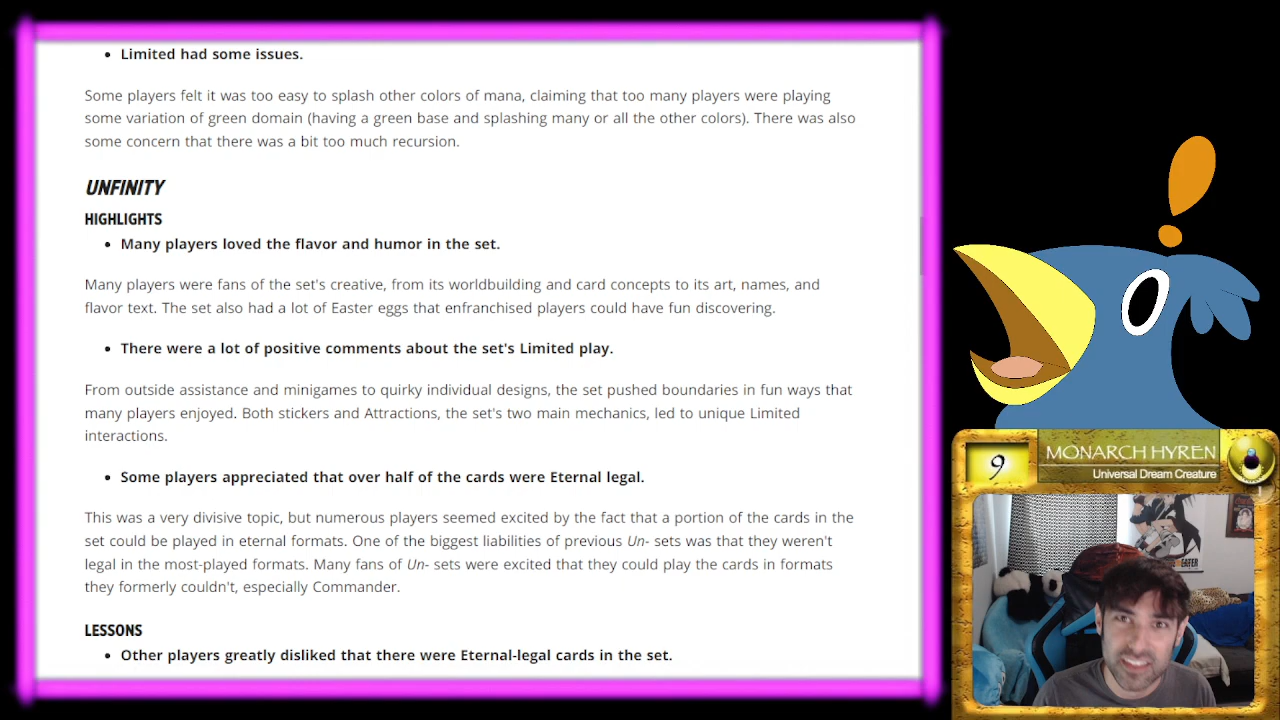 Limited had some issues.
Some players felt it was too easy to splash other colors of mana, claiming that too many players were playing
some variation of green domain (having a green base and splashing many or all the other colors). There was also
some concern that there was a bit too much recursion.
UNFINITY
HIGHLIGHTS
Many players loved the flavor and humor in the set.
Many players were fans of the set's creative, from its worldbuilding and card concepts to its art, names, and
flavor text. The set also had a lot of Easter eggs that enfranchised players could have fun discovering.
There were a lot of positive comments about the set's Limited play.
From outside assistance and minigames to quirky individual designs, the set pushed boundaries in fun ways that
many players enjoyed. Both stickers and Attractions, the set's two main mechanics, led to unique Limited
interactions.
Some players appreciated that over half of the cards were Eternal legal.
This was a very divisive topic, but numerous players seemed excited by the fact that a portion of the cards in the
set could be played in eternal formats. One of the biggest liabilities of previous Un- sets was that they weren't
legal in the most-played formats. Many fans of Un- sets were excited that they could play the cards in formats
they formerly couldn't, especially Commander.
LESSONS
Other players greatly disliked that there were Eternal-legal cards in the set.
9
MONARCH HYREN
Universal Dream Creature